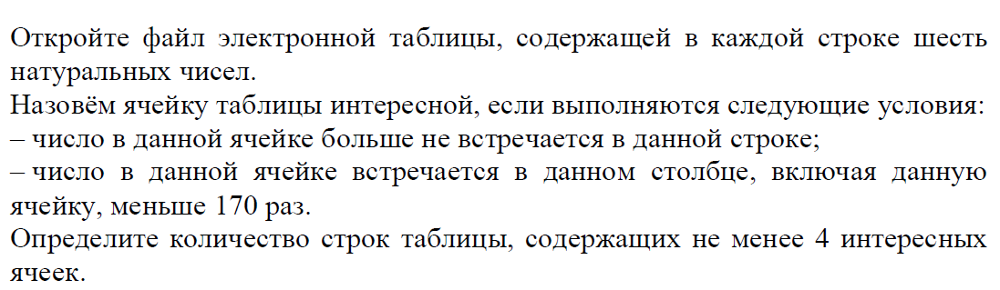 Откройте файл электронной таблицы, содержащей в каждой строке шесть
натуральных чисел.
Назовём ячейку таблицы интересной, если выполняются следующие условия:
– число в данной ячейке больше не встречается в данной строке;
– число в данной ячейке встречается в данном столбце, включая данную
ячейку, меньше 170 раз.
Определите количество строк таблицы, содержащих не менее 4 интересных
ячеек.